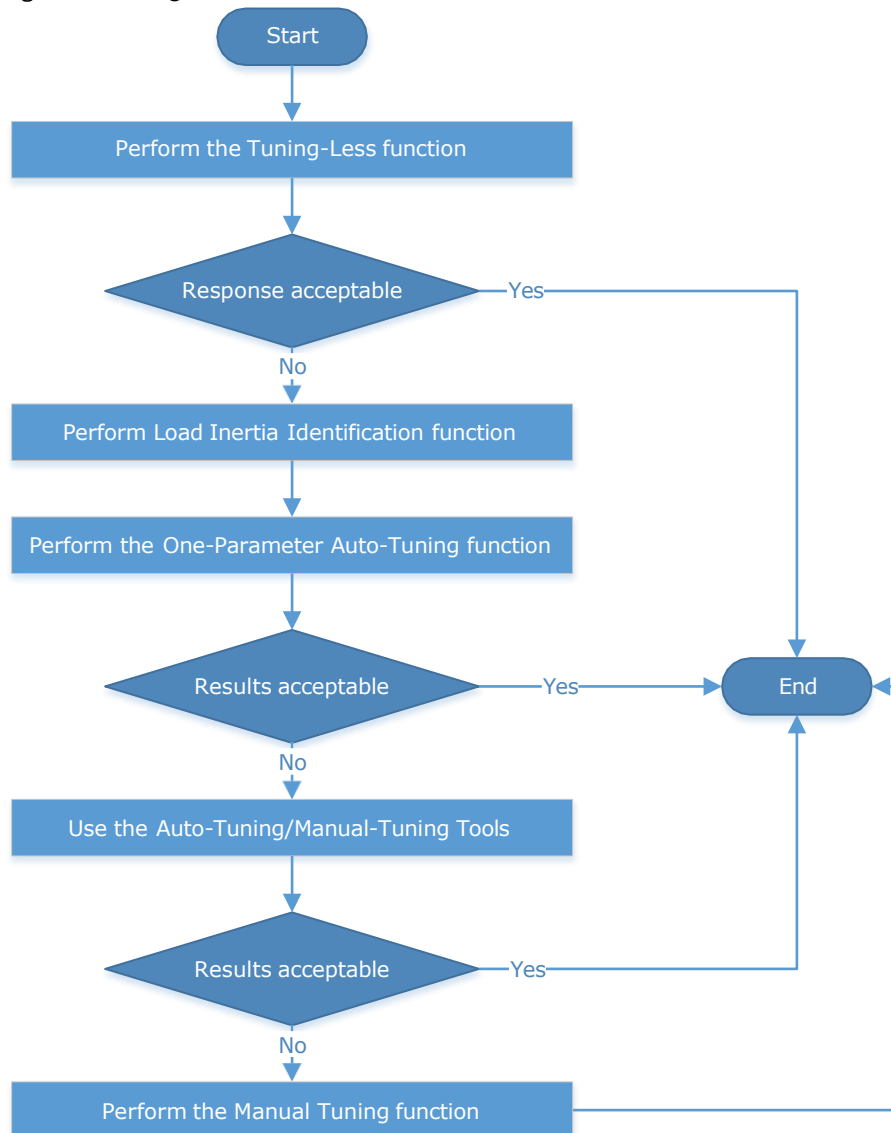 Start
Perform the Tuning-Less function
Response acceptable
Yes
No
Perform Load Inertia Identification function
Perform the One-Parameter Auto-Tuning function
Results acceptable
Yes
End
No
Use the Auto-Tuning/Manual-Tuning Tools
Results acceptable
Yes
No
Perform the Manual Tuning function